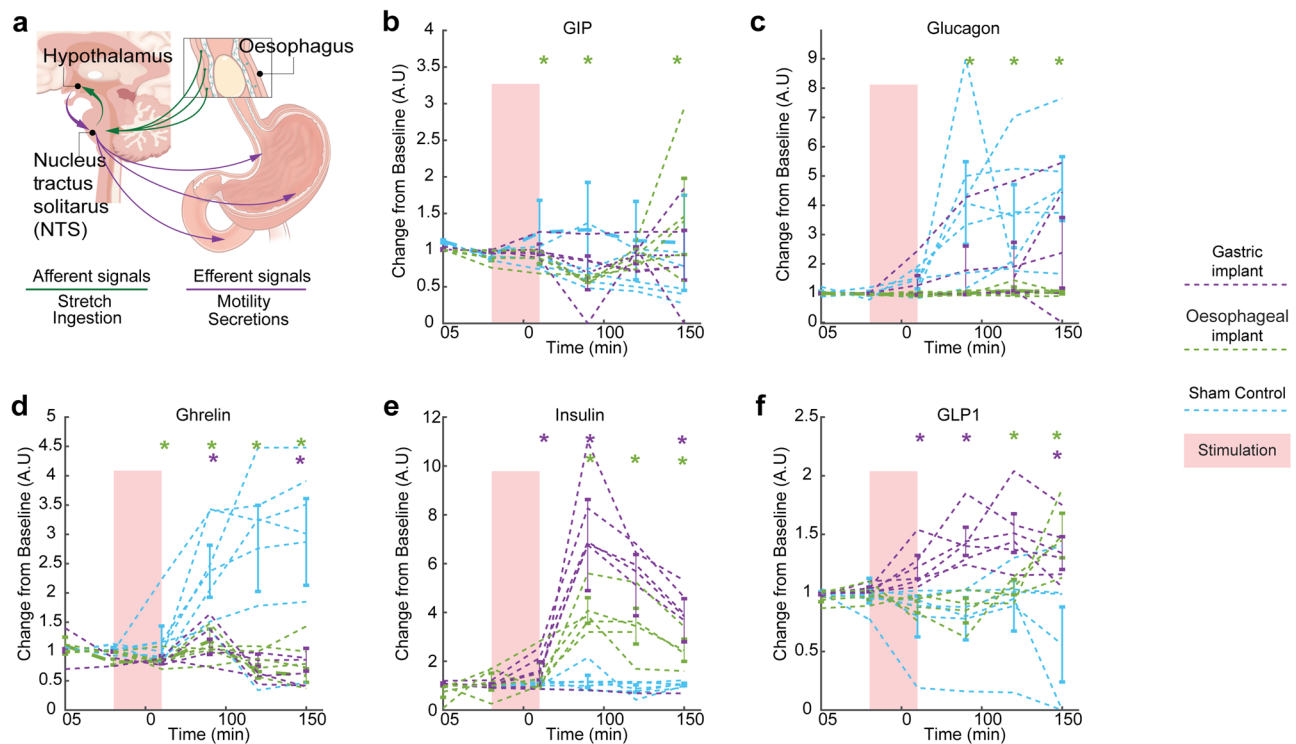 a
Hypothalamus
Oesophagus
Nucleus
tractus
solitarus
(NTS)
Afferent signals
Stretch
Ingestion
Efferent signals
Motility
Secretions
b
GIP
Change from Baseline (A.U)
4
3.5
3
2.5
2
1.5
1
0.5
0
* * *
05 0 100 150
Time (min)
c
Glucagon
Change from Baseline (A.U)
9
8
7
6
5
4
3
2
1
0
* * *
05 0 100 150
Time (min)
Gastric
implant
Oesophageal
implant
Sham Control
Stimulation
d
Ghrelin
Change from Baseline (A.U)
5
4.5
4
3.5
3
2.5
2
1.5
1
0.5
0
* * * *
* *
05 0 100 150
Time (min)
e
Insulin
Change from Baseline (A.U)
12
10
8
6
4
2
0
* * *
* * *
05 0 100 150
Time (min)
f
GLP1
Change from Baseline (A.U)
2.5
2
1.5
1
0.5
0
* * * *
*
05 0 100 150
Time (min)